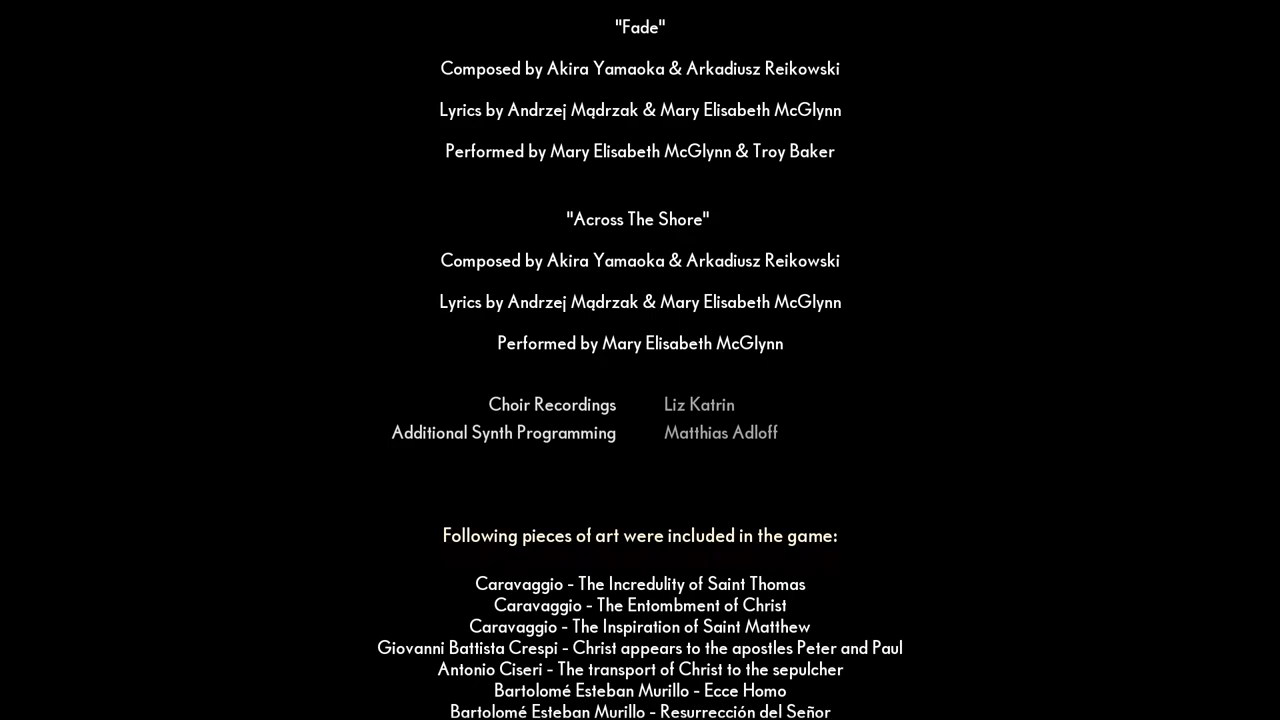 "Fade"
Composed by Akira Yamaoka & Arkadiusz Reikowski
Lyrics by Andrzej Mądrzak & Mary Elisabeth McGlynn
Performed by Mary Elisabeth McGlynn & Troy Baker
"Across The Shore"
Composed by Akira Yamaoka & Arkadiusz Reikowski
Lyrics by Andrzej Mądrzak & Mary Elisabeth McGlynn
Performed by Mary Elisabeth McGlynn
Choir Recordings Liz Katrin
Additional Synth Programming Matthias Adloff
Following pieces of art were included in the game:
Caravaggio - The Incredulity of Saint Thomas
Caravaggio - The Entombment of Christ
Caravaggio - The Inspiration of Saint Matthew
Giovanni Battista Crespi - Christ appears to the apostles Peter and Paul
Antonio Ciseri - The transport of Christ to the sepulcher
Bartolomé Esteban Murillo - Ecce Homo
Bartolomé Esteban Murillo - Resurrección del Señor